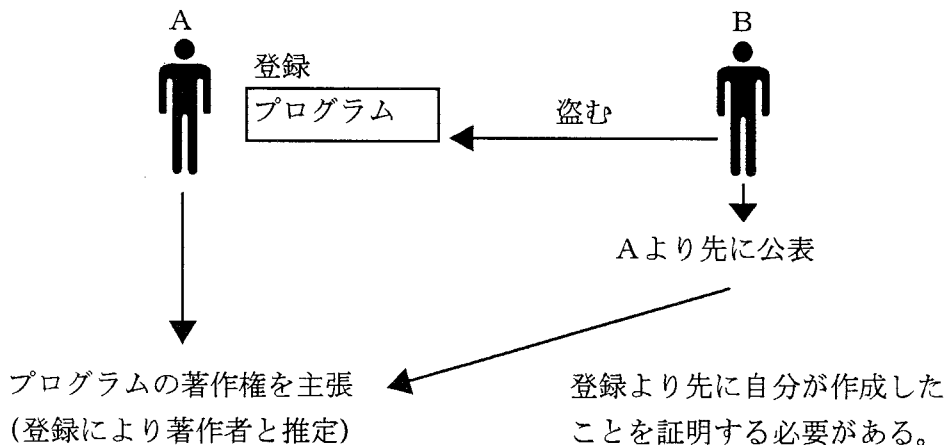 A
B
登録
プログラム
盗む
Aより先に公表
プログラムの著作権を主張
(登録により著作者と推定)
登録より先に自分が作成した
ことを証明する必要がある。